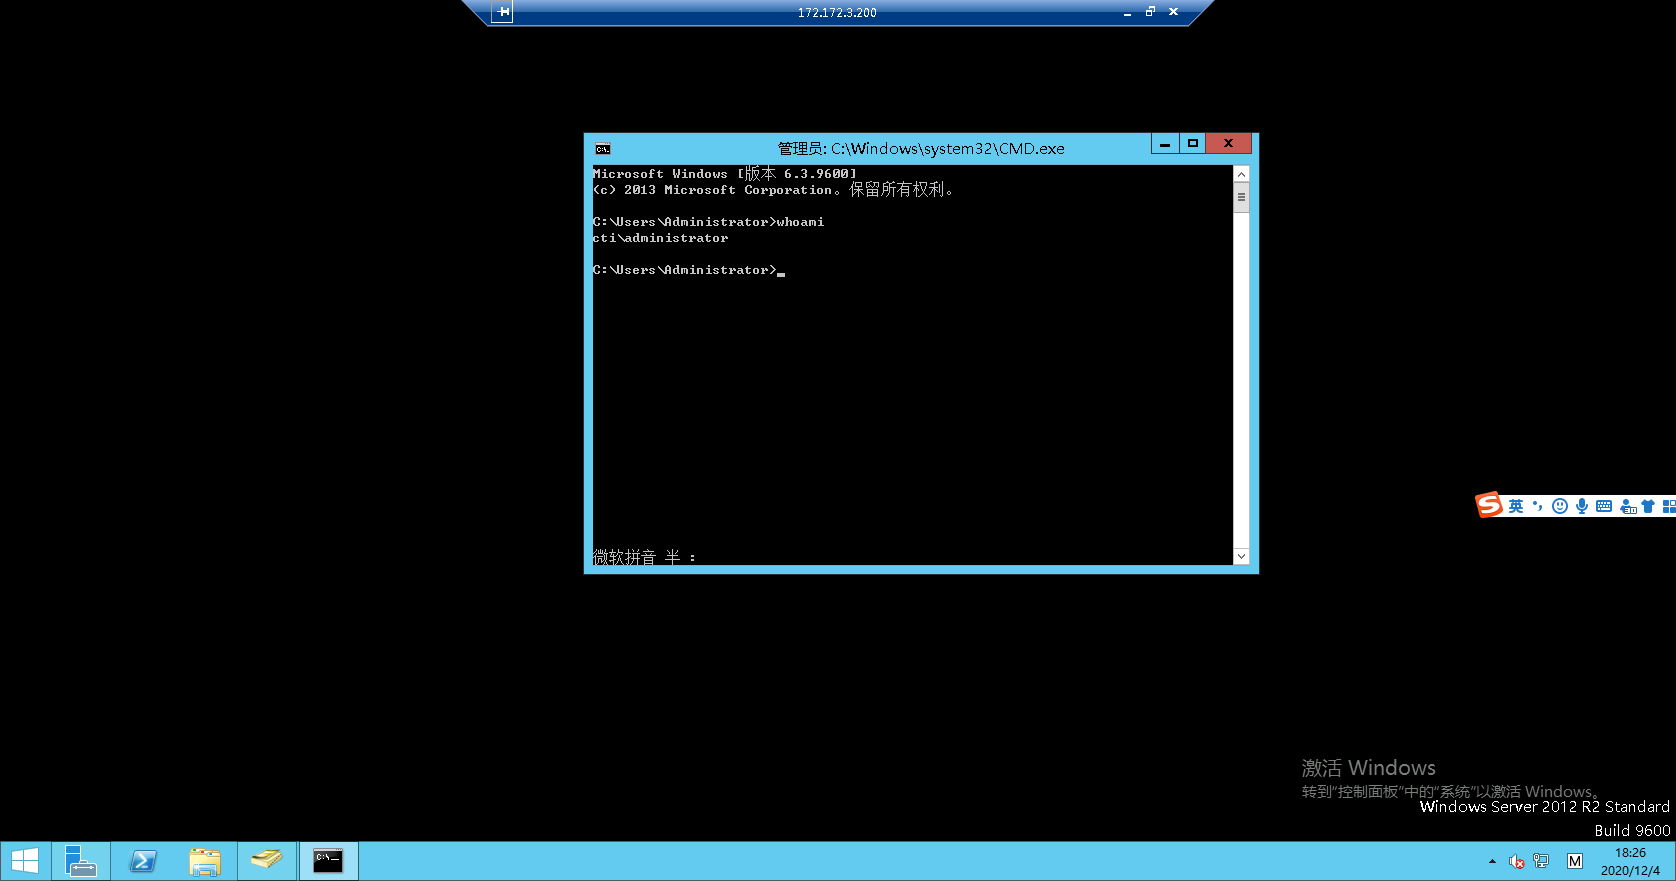 172.172.3.200
管理员: C:\Windows\system32\CMD.exe
Microsoft Windows [版本 6.3.9600]
(c) 2013 Microsoft Corporation。保留所有权利。
C:\Users\Administrator>whoami
cti\administrator
C:\Users\Administrator>_
微软拼音 半 :
英
激活 Windows
转到"控制面板"中的"系统"以激活 Windows。
Windows Server 2012 R2 Standard
Build 9600
M
18:26
2020/12/4